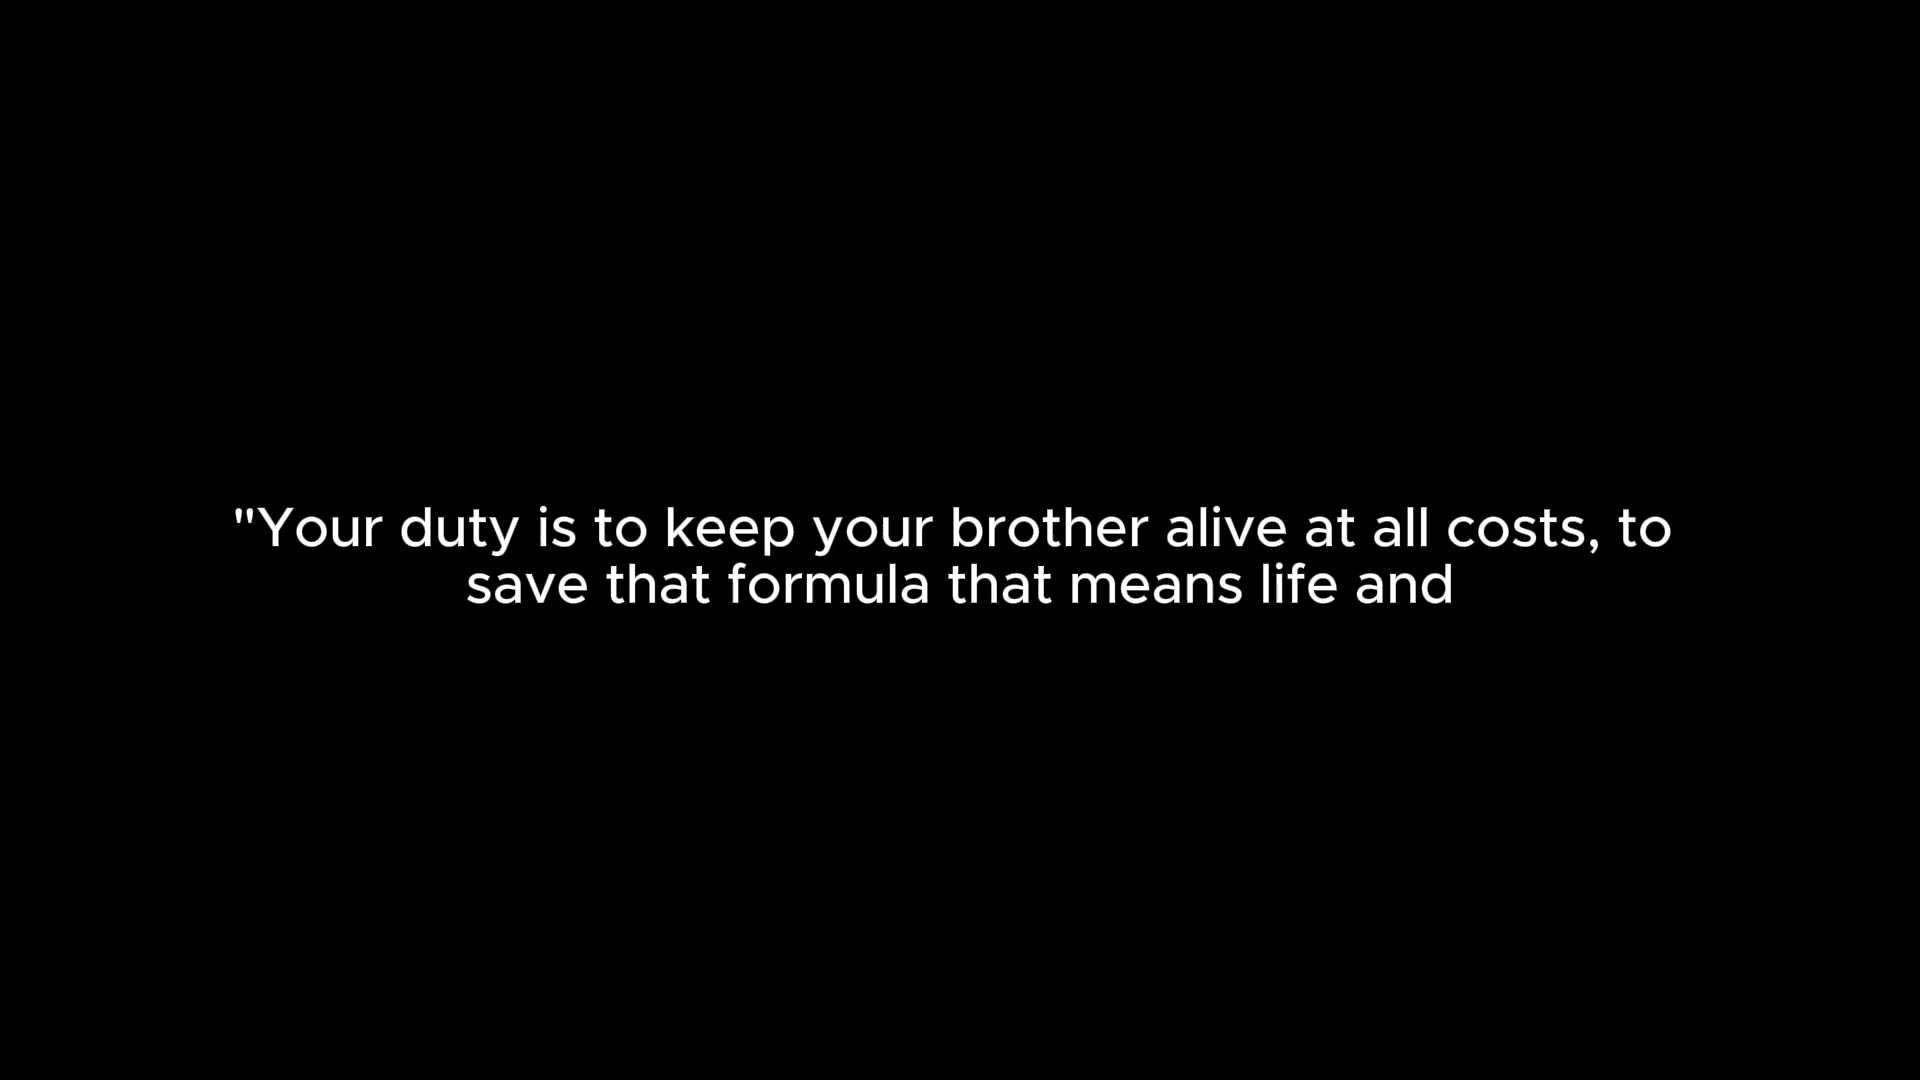 "Your duty is to keep your brother alive at all costs, to
save that formula that means life and